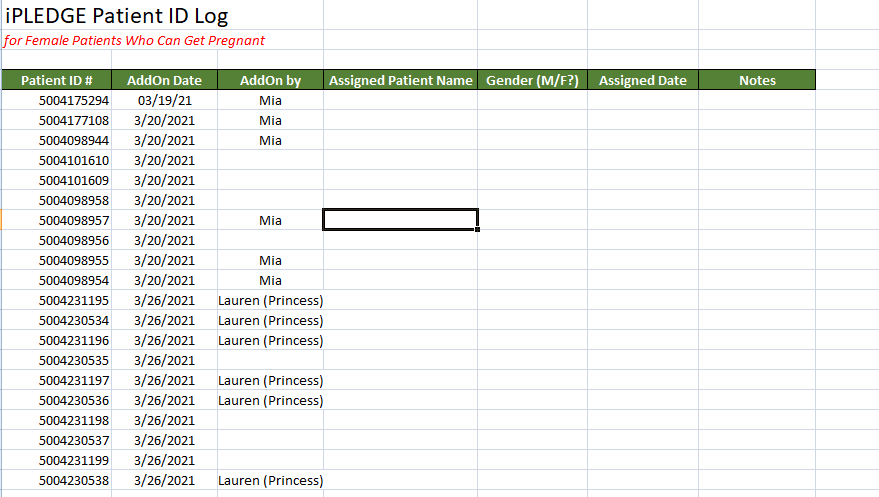 iPLEDGE Patient ID Log
for Female Patients Who Can Get Pregnant
Patient ID # AddOn Date AddOn by Assigned Patient Name Gender (M/F?) Assigned Date Notes
5004175294 03/19/21 Mia
5004177108 3/20/2021 Mia
5004098944 3/20/2021 Mia
5004101610 3/20/2021
5004101609 3/20/2021
5004098958 3/20/2021
5004098957 3/20/2021 Mia
5004098956 3/20/2021
5004098955 3/20/2021 Mia
5004098954 3/20/2021 Mia
5004231195 3/26/2021 Lauren (Princess)
5004230534 3/26/2021 Lauren (Princess)
5004231196 3/26/2021 Lauren (Princess)
5004230535 3/26/2021
5004231197 3/26/2021 Lauren (Princess)
5004230536 3/26/2021 Lauren (Princess)
5004231198 3/26/2021
5004230537 3/26/2021
5004231199 3/26/2021
5004230538 3/26/2021 Lauren (Princess)